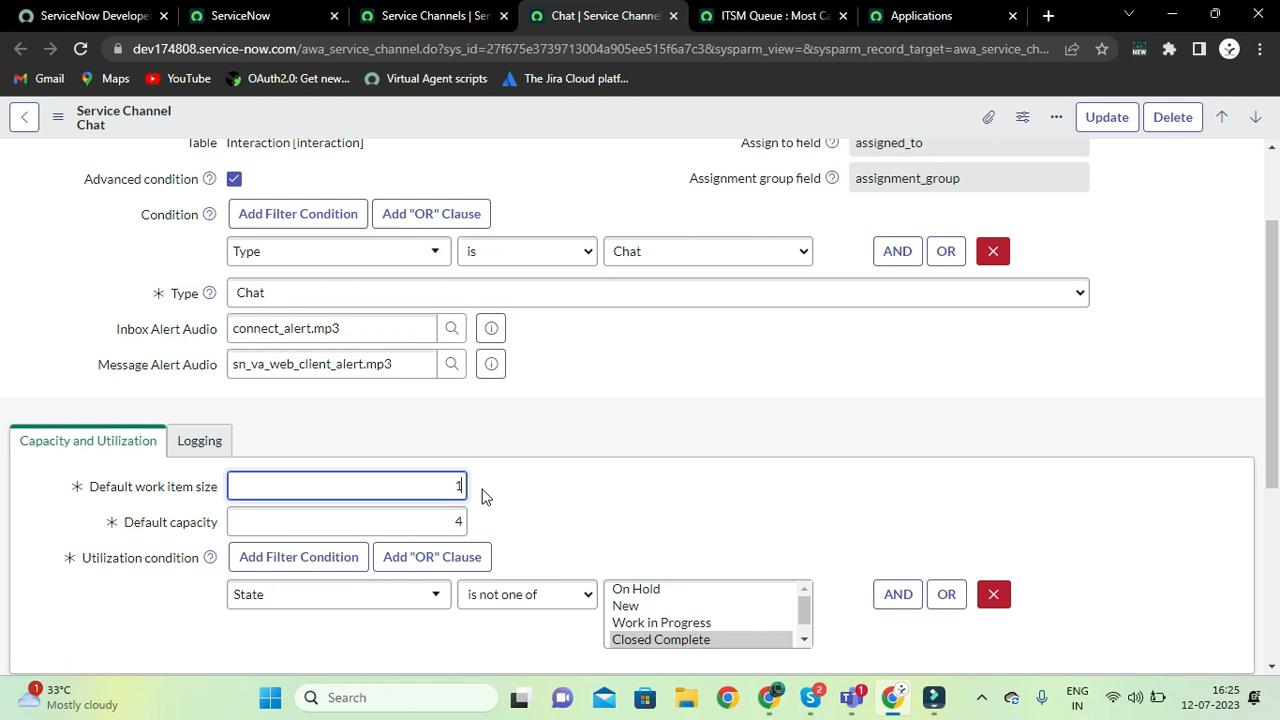 ServiceNow Develope
ServiceNow
Service Channels | Ser
Chat | Service Channel
ITSM Queue : Most Ca
Applications
dev174808.service-now.com/awa_service_channel.do?sys_id=27f675e3739713004a905ee515f6a7c3&sysparm_view=&sysparm_record_target=awa_service_ch...
Gmail
Maps
YouTube
OAuth2.0: Get new...
Virtual Agent scripts
The Jira Cloud platf...
Service Channel
Chat
Update
Delete
Table Interaction [interaction]
Assign to field assigned_to
Advanced condition
Assignment group field assignment_group
Condition Add Filter Condition Add "OR" Clause
Type is Chat AND OR
Type Chat
Inbox Alert Audio connect_alert.mp3
Message Alert Audio sn_va_web_client_alert.mp3
Capacity and Utilization Logging
Default work item size 1
Default capacity 4
Utilization condition Add Filter Condition Add "OR" Clause
State is not one of On Hold
New
Work in Progress
Closed Complete
AND OR
1
33°C
Mostly cloudy
Search
2
1
ENG
IN
16:25
12-07-2023